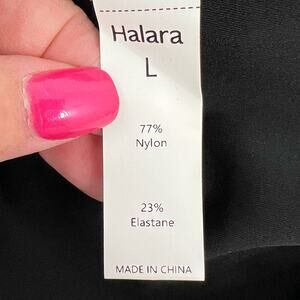 Halara
L
77%
Nylon
23%
Elastane
MADE IN CHINA